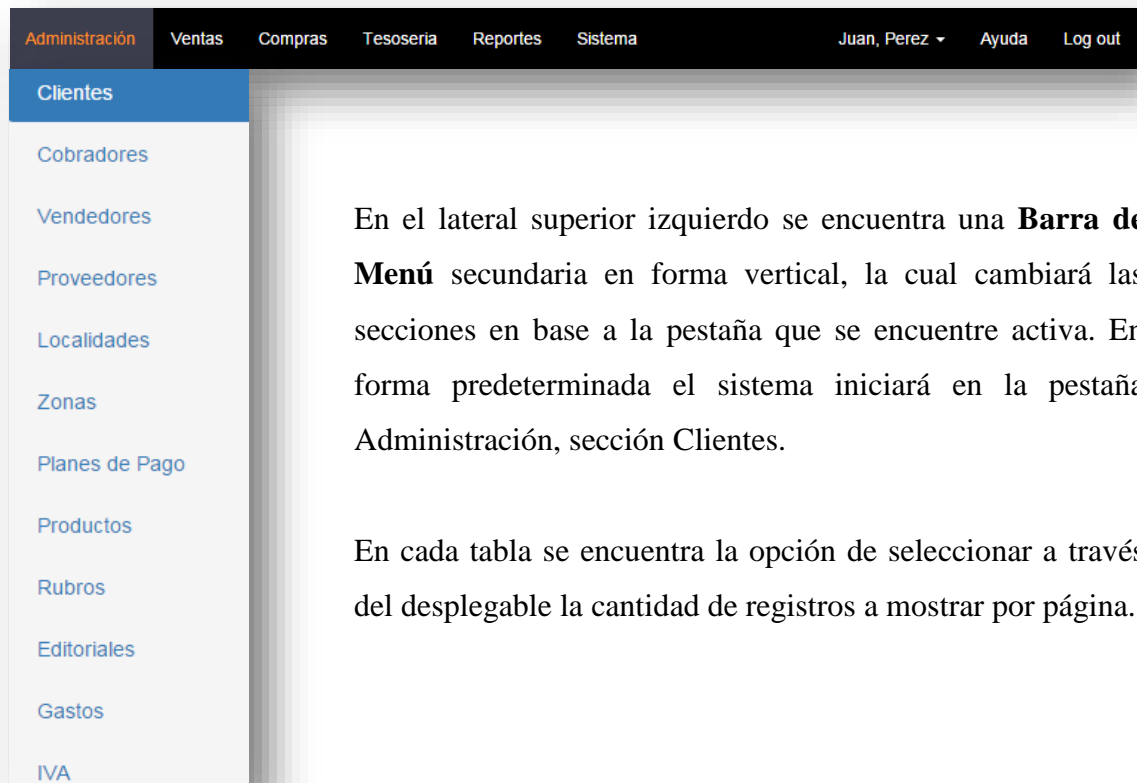 Administración Ventas Compras Tesoseria Reportes Sistema Juan, Perez Ayuda Log out
Clientes
Cobradores
Vendedores
Proveedores
Localidades
Zonas
Planes de Pago
Productos
Rubros
Editoriales
Gastos
IVA
En el lateral superior izquierdo se encuentra una Barra de
Menú secundaria en forma vertical, la cual cambiará las
secciones en base a la pestaña que se encuentre activa. En
forma predeterminada el sistema iniciará en la pestaña
Administración, sección Clientes.
En cada tabla se encuentra la opción de seleccionar a través
del desplegable la cantidad de registros a mostrar por página.